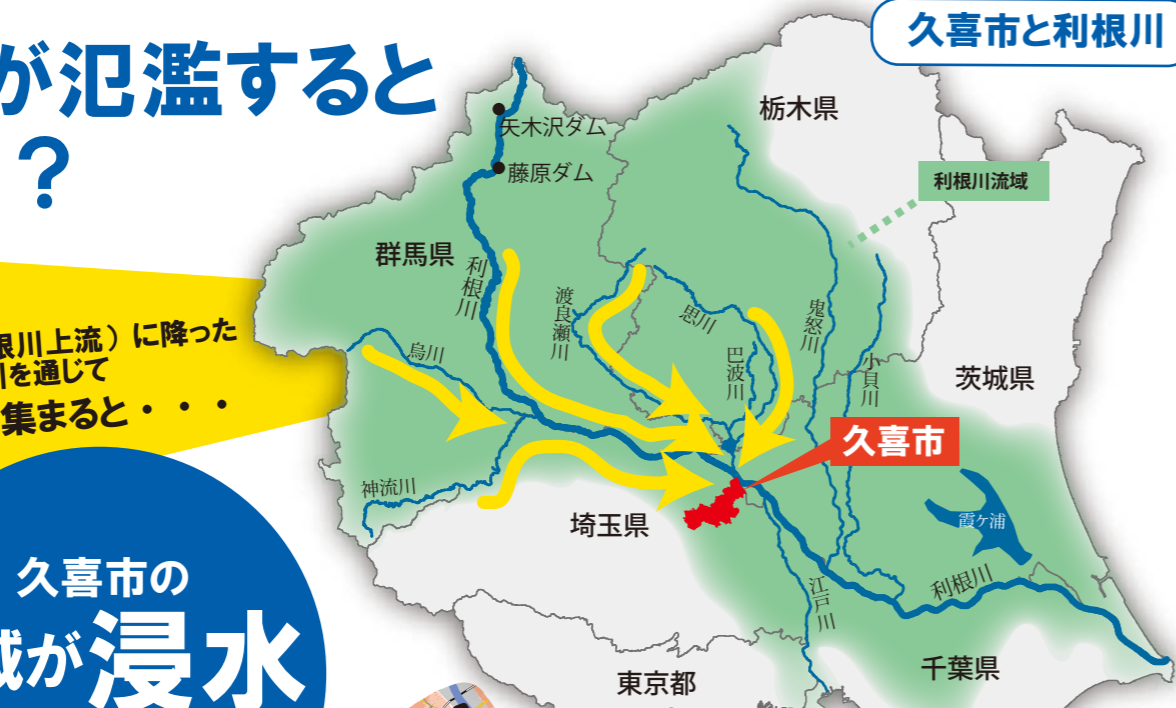 久喜市と利根川
が氾濫すると
？
栃木県
矢木沢ダム
藤原ダム
利根川流域
群馬県
利根川
渡良瀬川
思川
巴波川
鬼怒川
小貝川
茨城県
根川上流）に降った
川を通じて
集まると・・・
烏川
久喜市
神流川
埼玉県
霞ケ浦
久喜市の
域が浸水
江戸川
利根川
千葉県
東京都